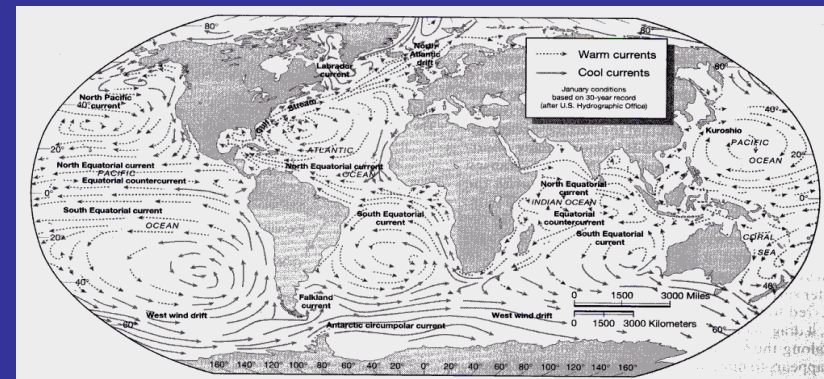 80°
80°
North
Atlantic
drift
Labrador
current
Warm currents
Cool currents
January conditions
based on 30-year record
(after U.S. Hydrographic Office)
60°
North Pacific
40° current
Gulf Stream
40°
Kuroshio
PACIFIC
OCEAN
20°
20°
ATLANTIC
OCEAN
North Equatorial current
PACIFIC
Equatorial countercurrent
North Equatorial current
North Equatorial
current
INDIAN OCEAN
Equatorial
countercurrent
South Equatorial
current
0°
0°
South Equatorial current
OCEAN
South Equatorial
current
20°
CORAL
SEA
40°
40°
0 1500 3000 Miles
0 1500 3000 Kilometers
Falkland
current
West wind drift
West wind drift
60°
60°
Antarctic circumpolar current
160° 140° 120° 100° 80° 60° 40° 20° 0° 20° 40° 60° 80° 100° 120° 140° 160°